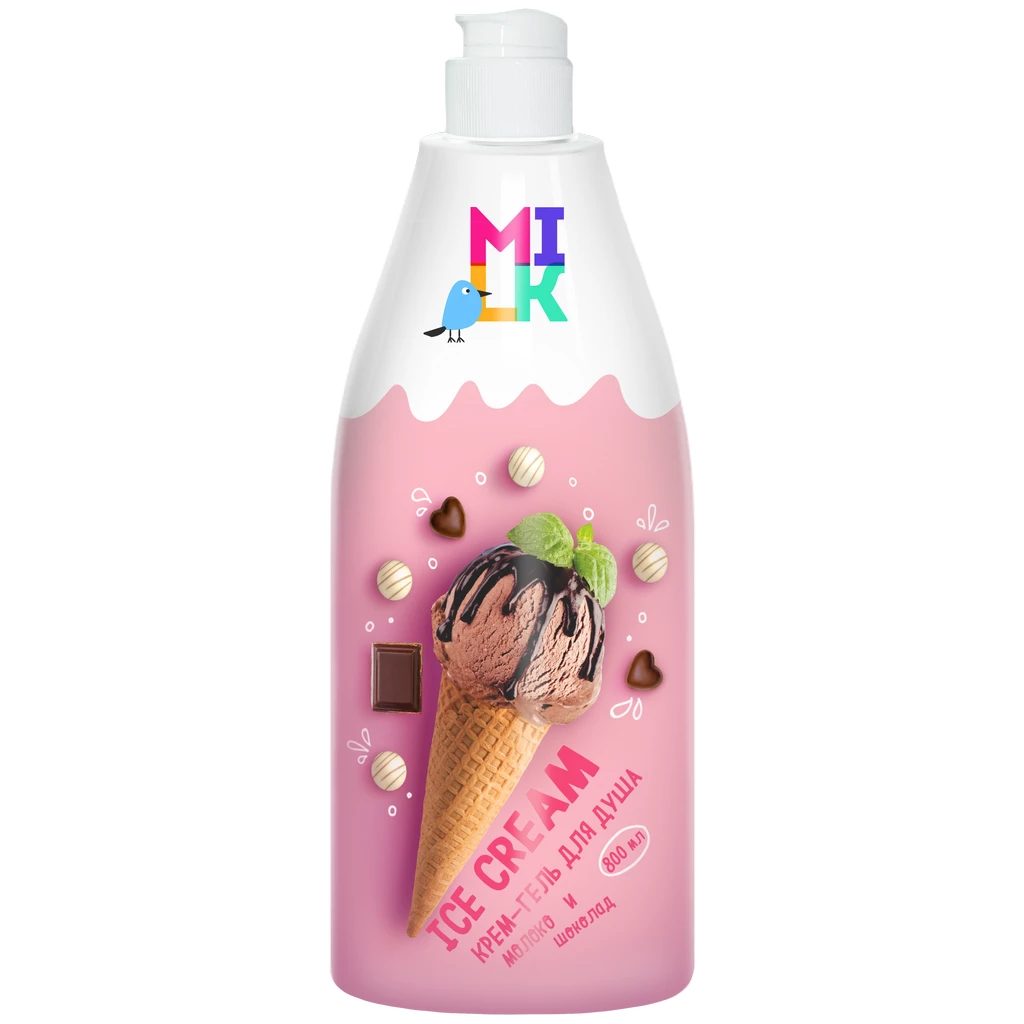 MI
LK
ICE CREAM
КРЕМ-ГЕЛЬ ДЛЯ ДУША
МОЛОКО И
ШОКОЛАД
800 МЛ